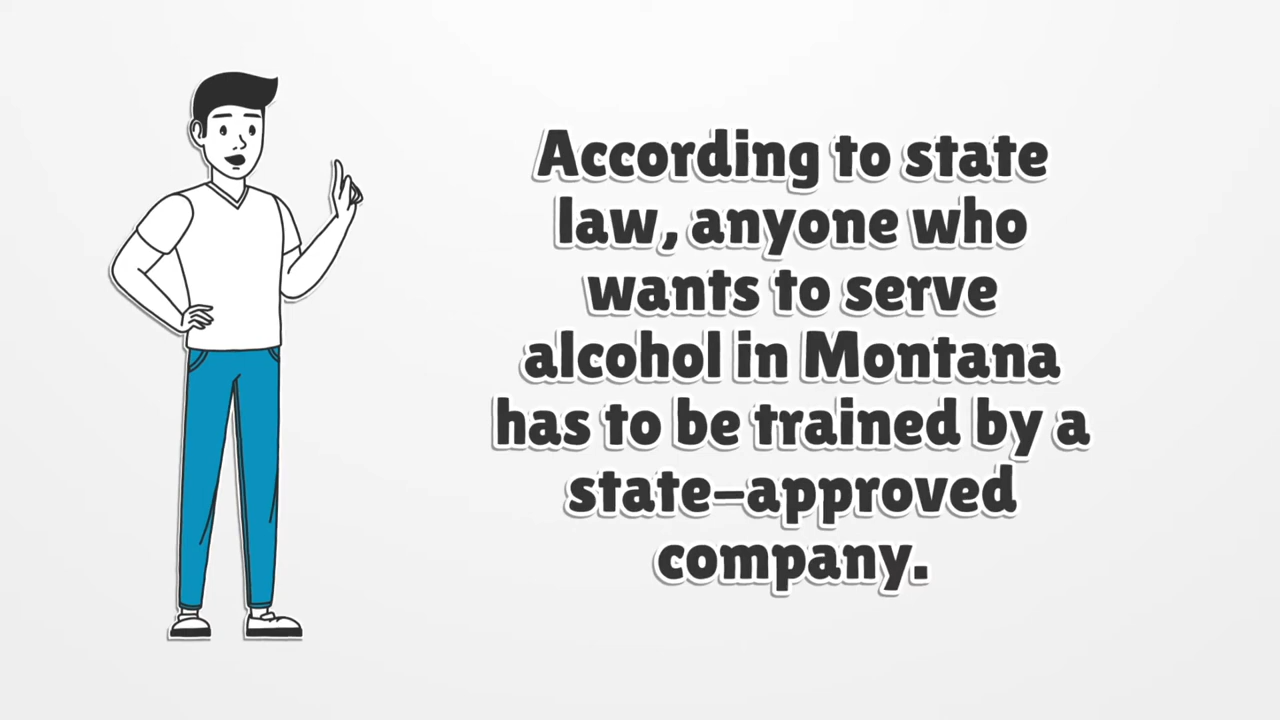 According to state
law, anyone who
wants to serve
alcohol in Montana
has to be trained by a
state-approved
company.